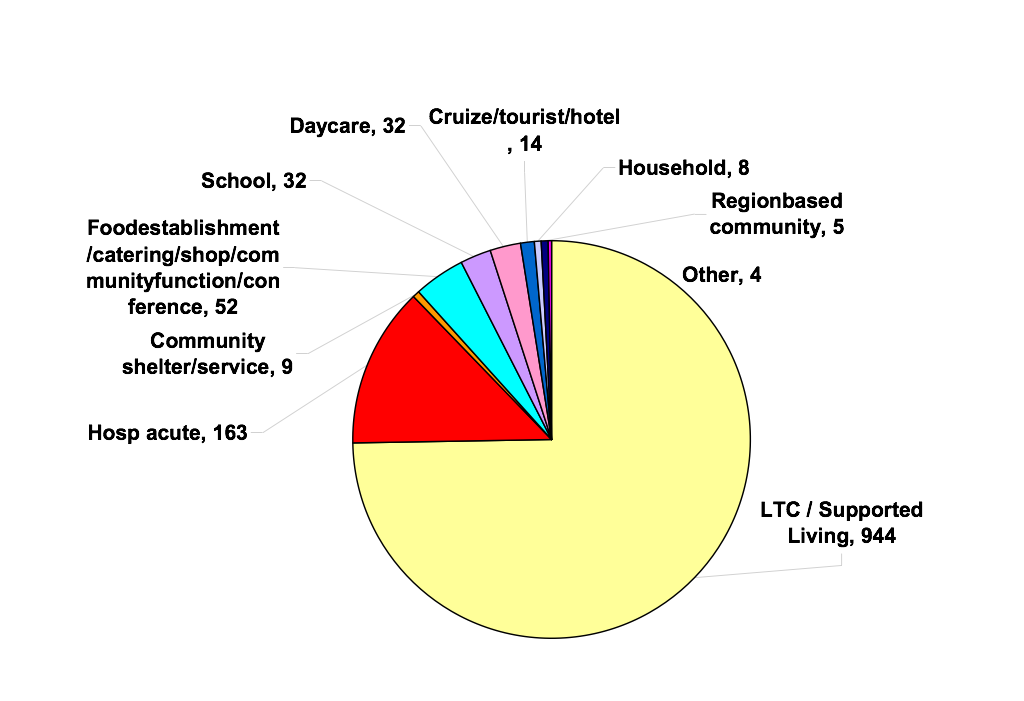 Daycare, 32
Cruize/tourist/hotel
, 14
School, 32
Household, 8
Regionbased
community, 5
Foodestablishment
/catering/shop/com
munityfunction/con
ference, 52
Other, 4
Community
shelter/service, 9
Hosp acute, 163
LTC / Supported
Living, 944